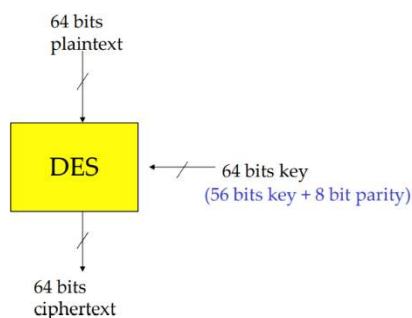 64 bits
plaintext
DES
64 bits key
(56 bits key + 8 bit parity)
64 bits
ciphertext